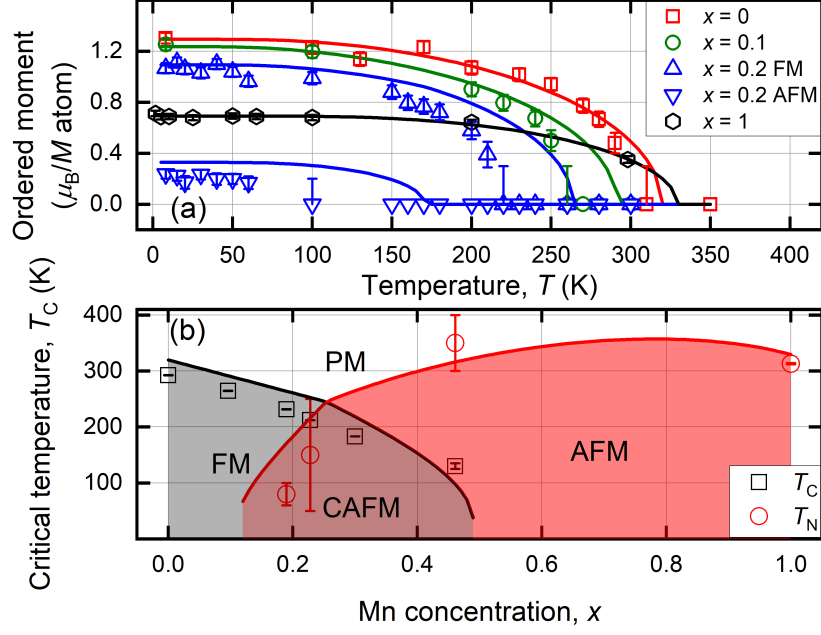 Ordered moment
(μB/M atom)
1.2
0.8
0.4
0.0
(a)
x = 0
x = 0.1
x = 0.2 FM
x = 0.2 AFM
x = 1
0 50 100 150 200 250 300 350 400
Temperature, T (K)
Critical temperature, TC (K)
400
300
200
100
(b)
PM
FM
CAFM
AFM
TC
TN
0.0 0.2 0.4 0.6 0.8 1.0
Mn concentration, x